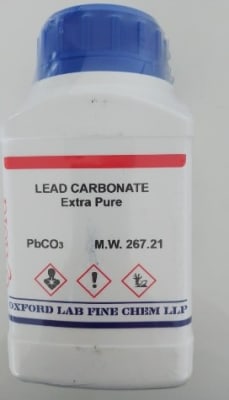 LEAD CARBONATE
Extra Pure
PbCO₃ M.W. 267.21
OXFORD LAB FINE CHEM LLP